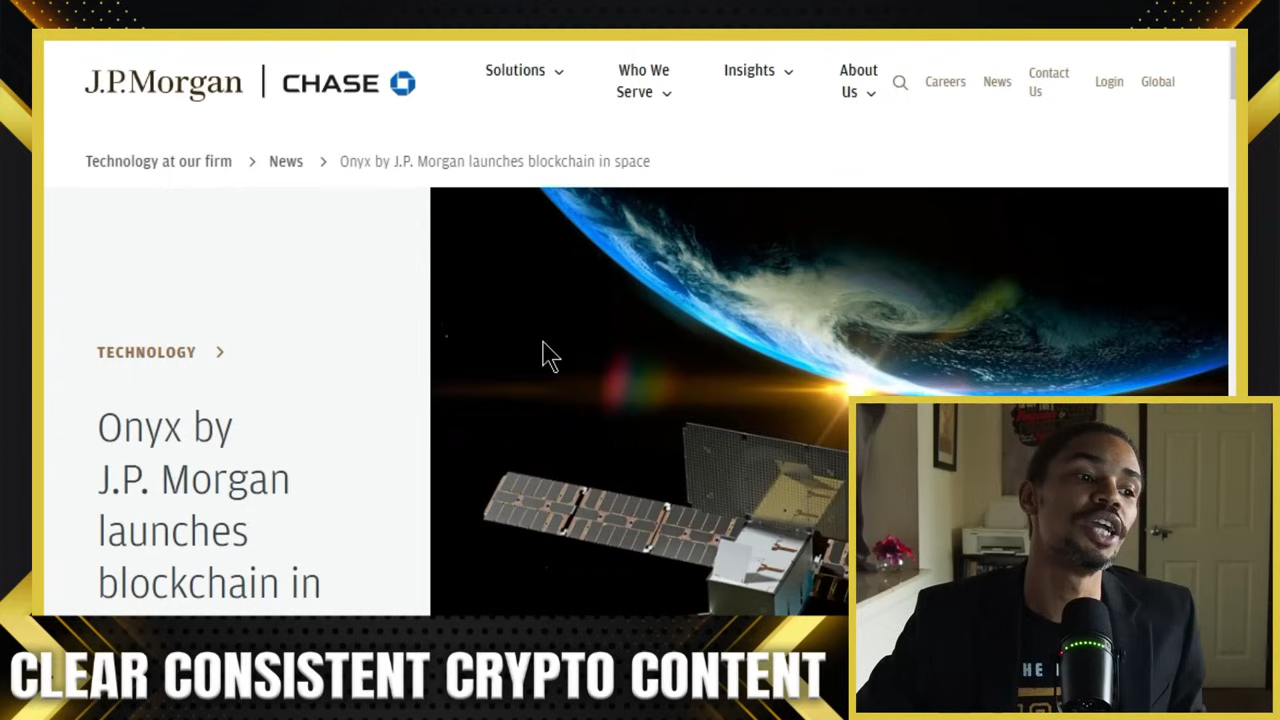 J.P.Morgan | CHASE
Solutions
Who We
Serve
Insights
About
Us
Careers
News
Contact
Us
Login
Global
Technology at our firm > News > Onyx by J.P. Morgan launches blockchain in space
TECHNOLOGY >
Onyx by
J.P. Morgan
launches
blockchain in
CLEAR CONSISTENT CRYPTO CONTENT